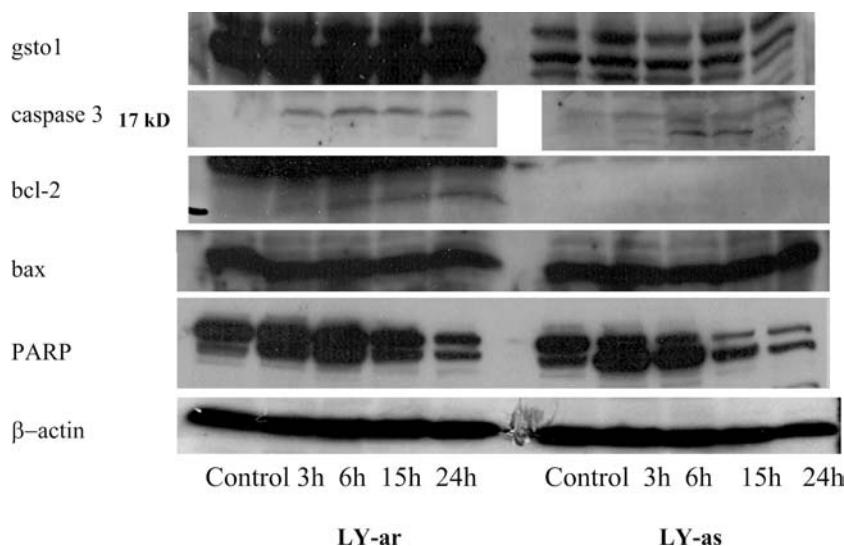 gsto1
caspase 3 17 kD
bcl-2
bax
PARP
β–actin
Control 3h 6h 15h 24h Control 3h 6h 15h 24h
LY-ar LY-as